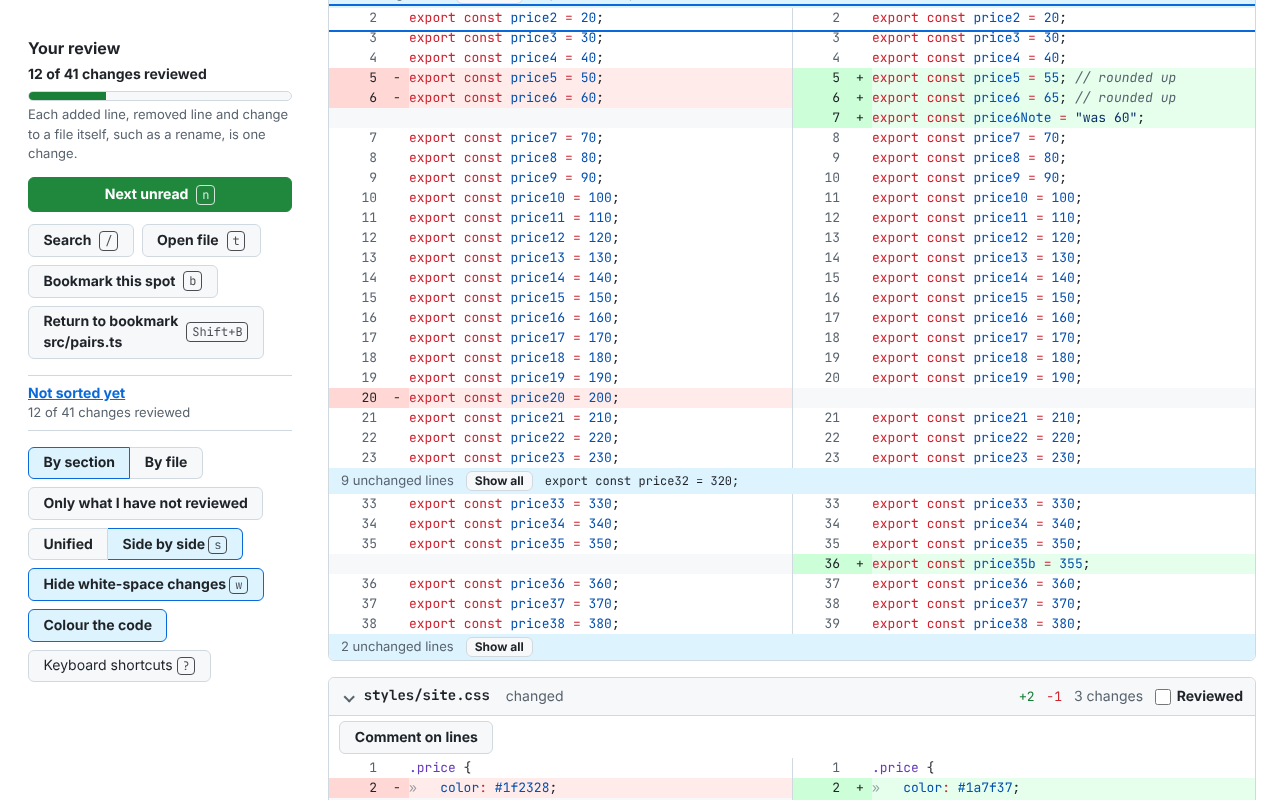 Your review
12 of 41 changes reviewed
Each added line, removed line and change
to a file itself, such as a rename, is one
change.
Next unread n
Search / Open file t
Bookmark this spot b
Return to bookmark
src/pairs.ts Shift+B
Not sorted yet
12 of 41 changes reviewed
By section By file
Only what I have not reviewed
Unified Side by side s
Hide white-space changes w
Colour the code
Keyboard shortcuts ?
2 export const price2 = 20; 2 export const price2 = 20;
3 export const price3 = 30; 3 export const price3 = 30;
4 export const price4 = 40; 4 export const price4 = 40;
5 - export const price5 = 50; 5 + export const price5 = 55; // rounded up
6 - export const price6 = 60; 6 + export const price6 = 65; // rounded up
7 + export const price6Note = "was 60";
7 export const price7 = 70; 8 export const price7 = 70;
8 export const price8 = 80; 9 export const price8 = 80;
9 export const price9 = 90; 10 export const price9 = 90;
10 export const price10 = 100; 11 export const price10 = 100;
11 export const price11 = 110; 12 export const price11 = 110;
12 export const price12 = 120; 13 export const price12 = 120;
13 export const price13 = 130; 14 export const price13 = 130;
14 export const price14 = 140; 15 export const price14 = 140;
15 export const price15 = 150; 16 export const price15 = 150;
16 export const price16 = 160; 17 export const price16 = 160;
17 export const price17 = 170; 18 export const price17 = 170;
18 export const price18 = 180; 19 export const price18 = 180;
19 export const price19 = 190; 20 export const price19 = 190;
20 - export const price20 = 200;
21 export const price21 = 210; 21 export const price21 = 210;
22 export const price22 = 220; 22 export const price22 = 220;
23 export const price23 = 230; 23 export const price23 = 230;
9 unchanged lines Show all export const price32 = 320;
33 export const price33 = 330; 33 export const price33 = 330;
34 export const price34 = 340; 34 export const price34 = 340;
35 export const price35 = 350; 35 export const price35 = 350;
36 + export const price35b = 355;
36 export const price36 = 360; 37 export const price36 = 360;
37 export const price37 = 370; 38 export const price37 = 370;
38 export const price38 = 380; 39 export const price38 = 380;
2 unchanged lines Show all
styles/site.css changed +2 -1 3 changes Reviewed
Comment on lines
1 .price { 1 .price {
2 - » color: #1f2328; 2 + » color: #1a7f37;